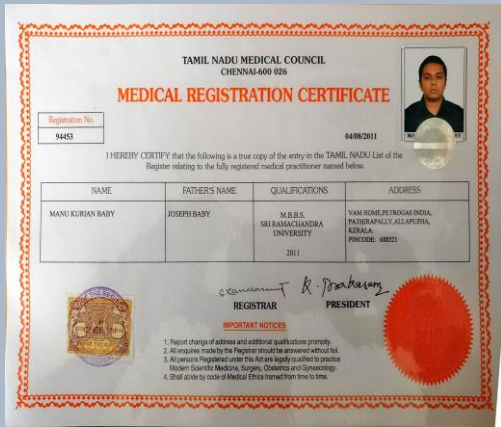 TAMIL NADU MEDICAL COUNCIL
CHENNAI-600 026
MEDICAL REGISTRATION CERTIFICATE
Registration No.
94453
04/08/2011
I HEREBY CERTIFY that the following is a true copy of the entry in the TAMIL NADU List of the
Register relating to the fully registered medical practitioner named below.
NAME FATHER'S NAME QUALIFICATIONS ADDRESS
MANU KURIAN BABY JOSEPH BABY M.B.B.S. VAM HOME,PETROGAS INDIA,
SRI RAMACHANDRA PATHIRAPALLY,ALLAPUZHA,
UNIVERSITY KERALA.
2011 PINCODE: 688521
REGISTRAR PRESIDENT
IMPORTANT NOTICES
1. Report change of address and additional qualifications promptly.
2. All enquires made by the Registrar should be answered without fail.
3. All persons Registered under this Act are legally qualified to practice
Modern Scientific Medicine, Surgery, Obstetrics and Gynaecology.
4. Shall abide by code of Medical Ethics framed from time to time.